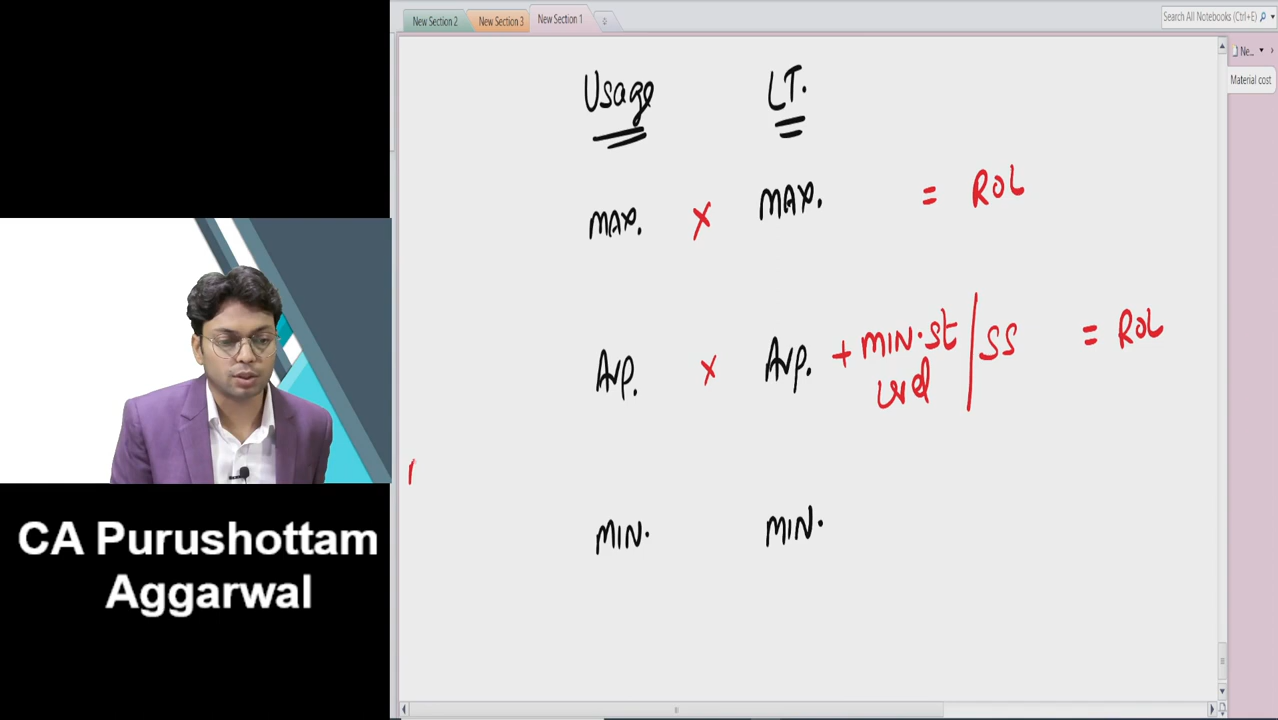 New Section 2 New Section 3 New Section 1
Search All Notebooks (Ctrl+E)
Ne...
Material cost
Usage LT.
MAX. X MAX. = ROL
Avg. x Avg. + MIN. St level / SS = ROL
MIN. MIN.
CA Purushottam
Aggarwal